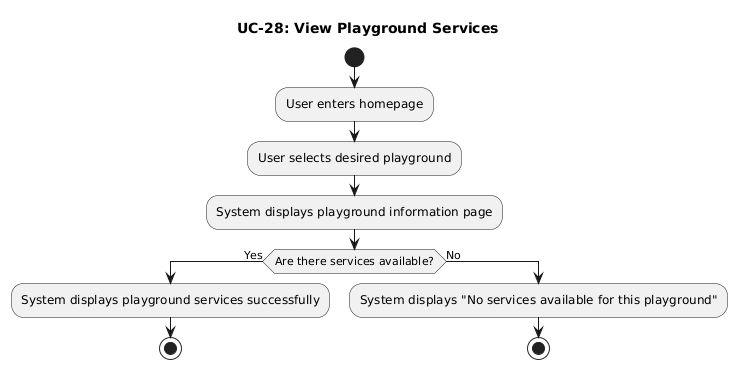 UC-28: View Playground Services
User enters homepage
User selects desired playground
System displays playground information page
Are there services available?
Yes
No
System displays playground services successfully
System displays "No services available for this playground"